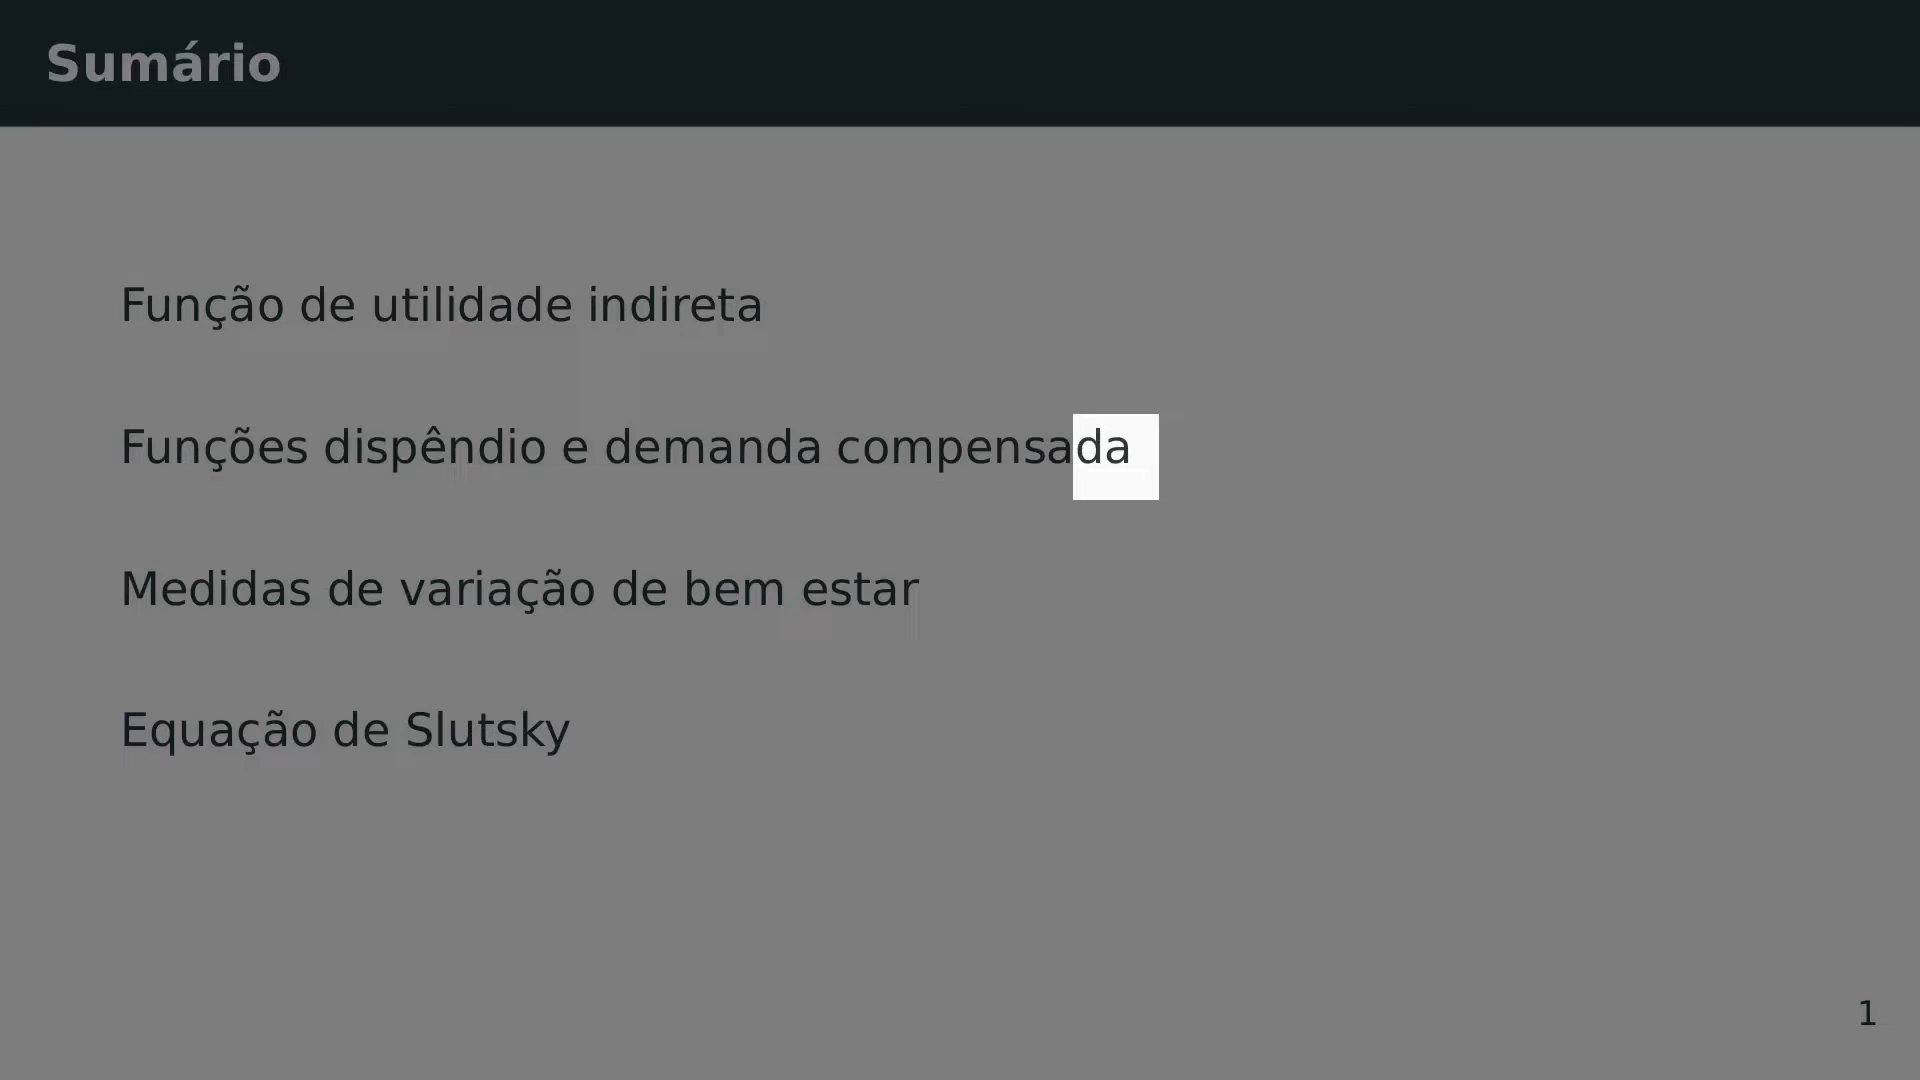 Sumário
Função de utilidade indireta
Funções dispêndio e demanda compensada
Medidas de variação de bem estar
Equação de Slutsky
1